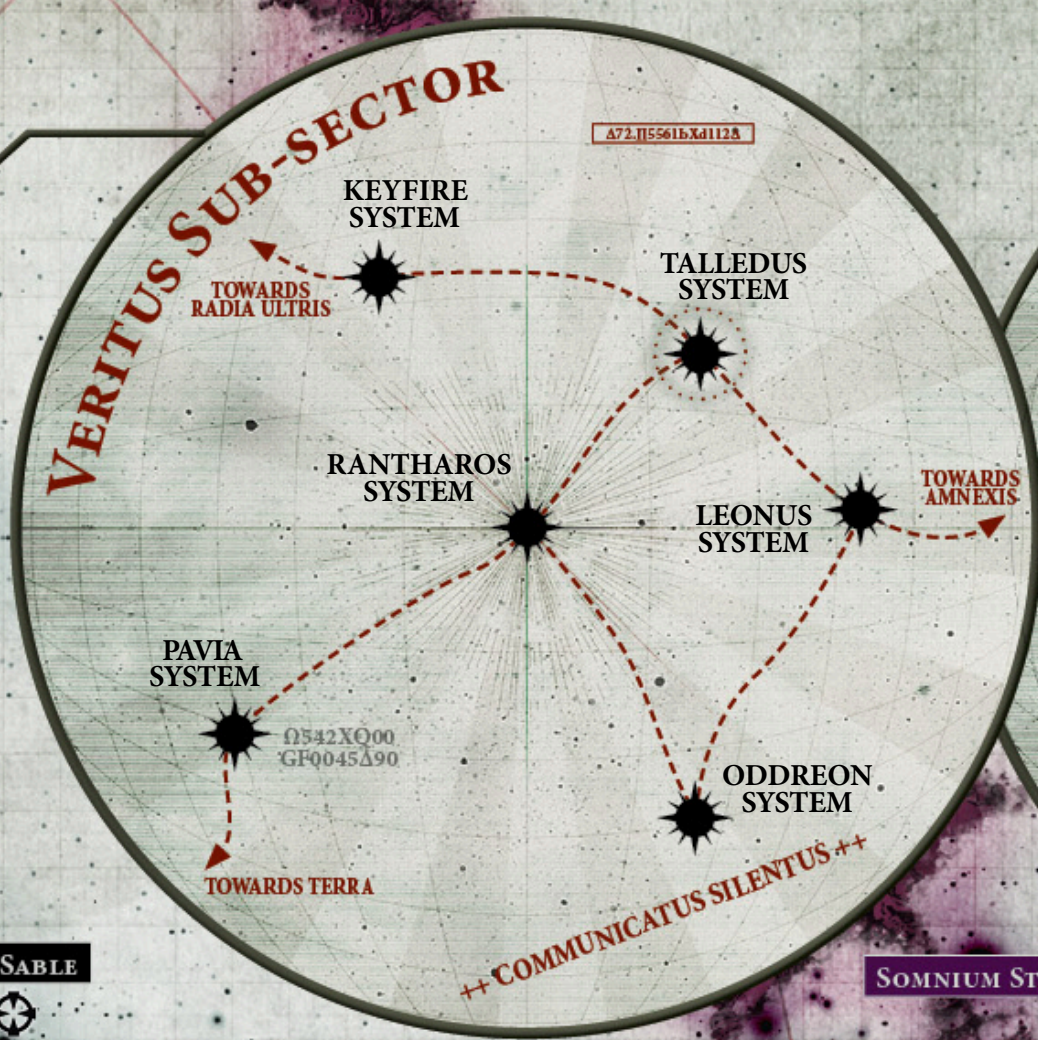 VERITUS SUB-SECTOR
Δ72.∏5561bXd112Δ
KEYFIRE
SYSTEM
TALLEDUS
SYSTEM
TOWARDS
RADIA ULTRIS
RANTHAROS
SYSTEM
TOWARDS
AMNEXIS
LEONUS
SYSTEM
PAVIA
SYSTEM
Ω542XQ00
GF0045Δ90
ODDREON
SYSTEM
TOWARDS TERRA
++ COMMUNICATUS SILENTUS ++
SABLE
SOMNIUM ST